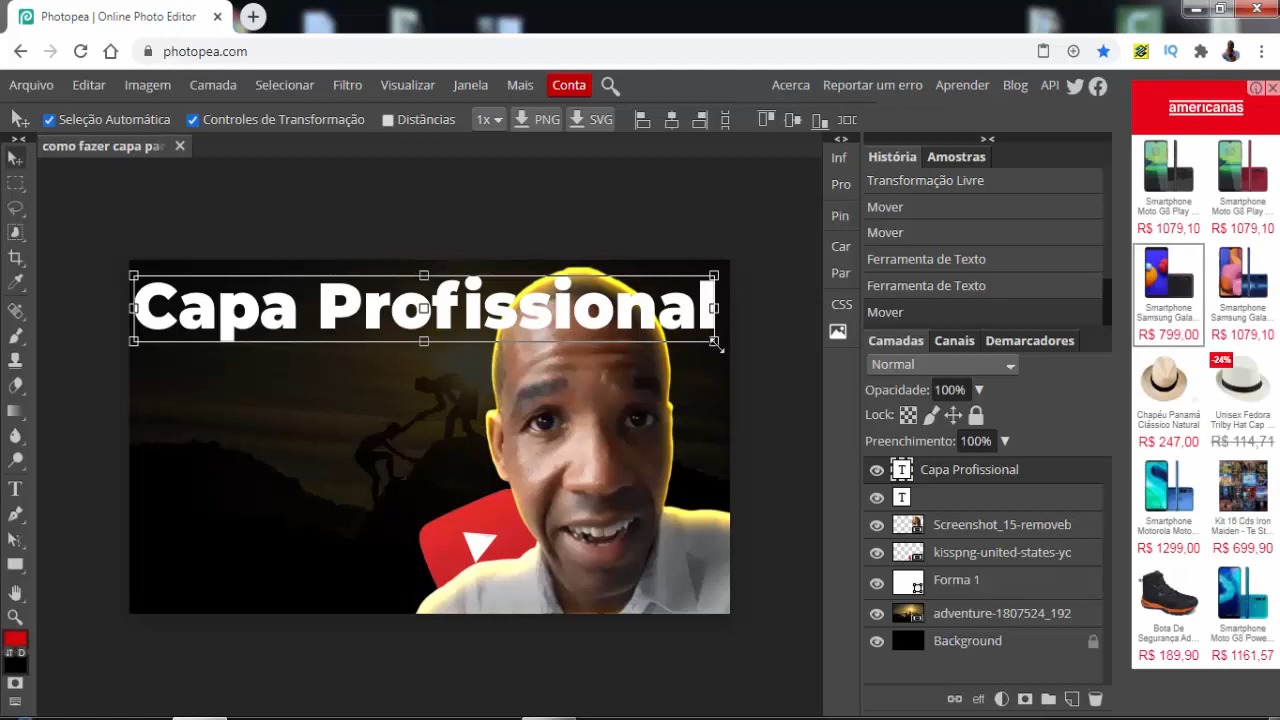 Photopea | Online Photo Editor
photopea.com
Arquivo Editar Imagem Camada Selecionar Filtro Visualizar Janela Mais Conta Acerca Reportar um erro Aprender Blog API
Seleção Automática Controles de Transformação Distâncias 1x PNG SVG
como fazer capa par
Inf
Pro
Pin
Car
Par
CSS
História Amostras
Transformação Livre
Mover
Mover
Ferramenta de Texto
Ferramenta de Texto
Mover
Camadas Canais Demarcadores
Normal
Opacidade: 100%
Lock:
Preenchimento: 100%
T Capa Profissional
T
Screenshot_15-removeb
kisspng-united-states-yc
Forma 1
adventure-1807524_192
Background
eff
Capa Profissional
americanas
Smartphone
Moto G8 Play ...
R$ 1079,10
Smartphone
Moto G8 Play ...
R$ 1079,10
Smartphone
Samsung Gala...
R$ 799,00
Smartphone
Samsung Gala...
R$ 1079,10
Chapéu Panamá
Clássico Natural
R$ 247,00
-24%
Unisex Fedora
Trilby Hat Cap ...
R$ 114,71
Smartphone
Motorola Moto...
R$ 1299,00
Kit 16 Cds Iron
Maiden - Te St...
R$ 699,90
Bota De
Segurança Ad...
R$ 189,90
Smartphone
Moto G8 Powe...
R$ 1161,57